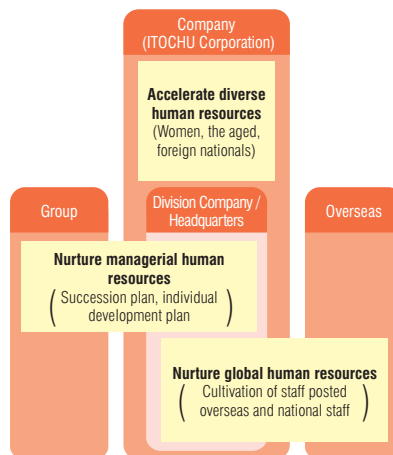 Company
(ITOCHU Corporation)
Accelerate diverse
human resources
(Women, the aged,
foreign nationals)
Group
Division Company /
Headquarters
Overseas
Nurture managerial human
resources
(Succession plan, individual
development plan)
Nurture global human resources
(Cultivation of staff posted
overseas and national staff)